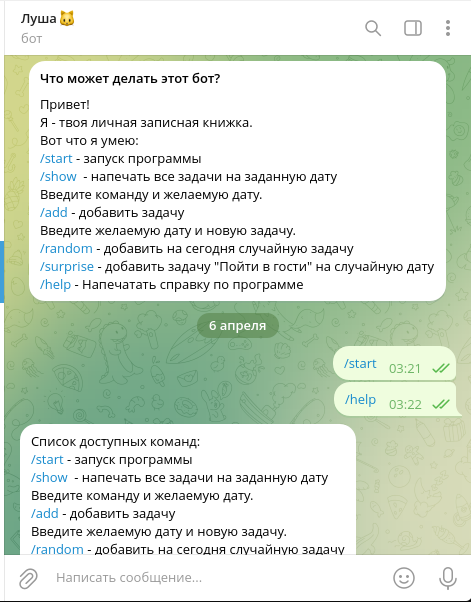 Луша🐱
бот
Что может делать этот бот?
Привет!
Я - твоя личная записная книжка.
Вот что я умею:
/start - запуск программы
/show  - напечать все задачи на заданную дату
Введите команду и желаемую дату.
/add - добавить задачу
Введите желаемую дату и новую задачу.
/random - добавить на сегодня случайную задачу
/surprise - добавить задачу "Пойти в гости" на случайную дату
/help - Напечатать справку по программе
6 апреля
/start 03:21
/help 03:22
Список доступных команд:
/start - запуск программы
/show  - напечать все задачи на заданную дату
Введите команду и желаемую дату.
/add - добавить задачу
Введите желаемую дату и новую задачу.
/random - добавить на сегодня случайную задачу
Написать сообщение...